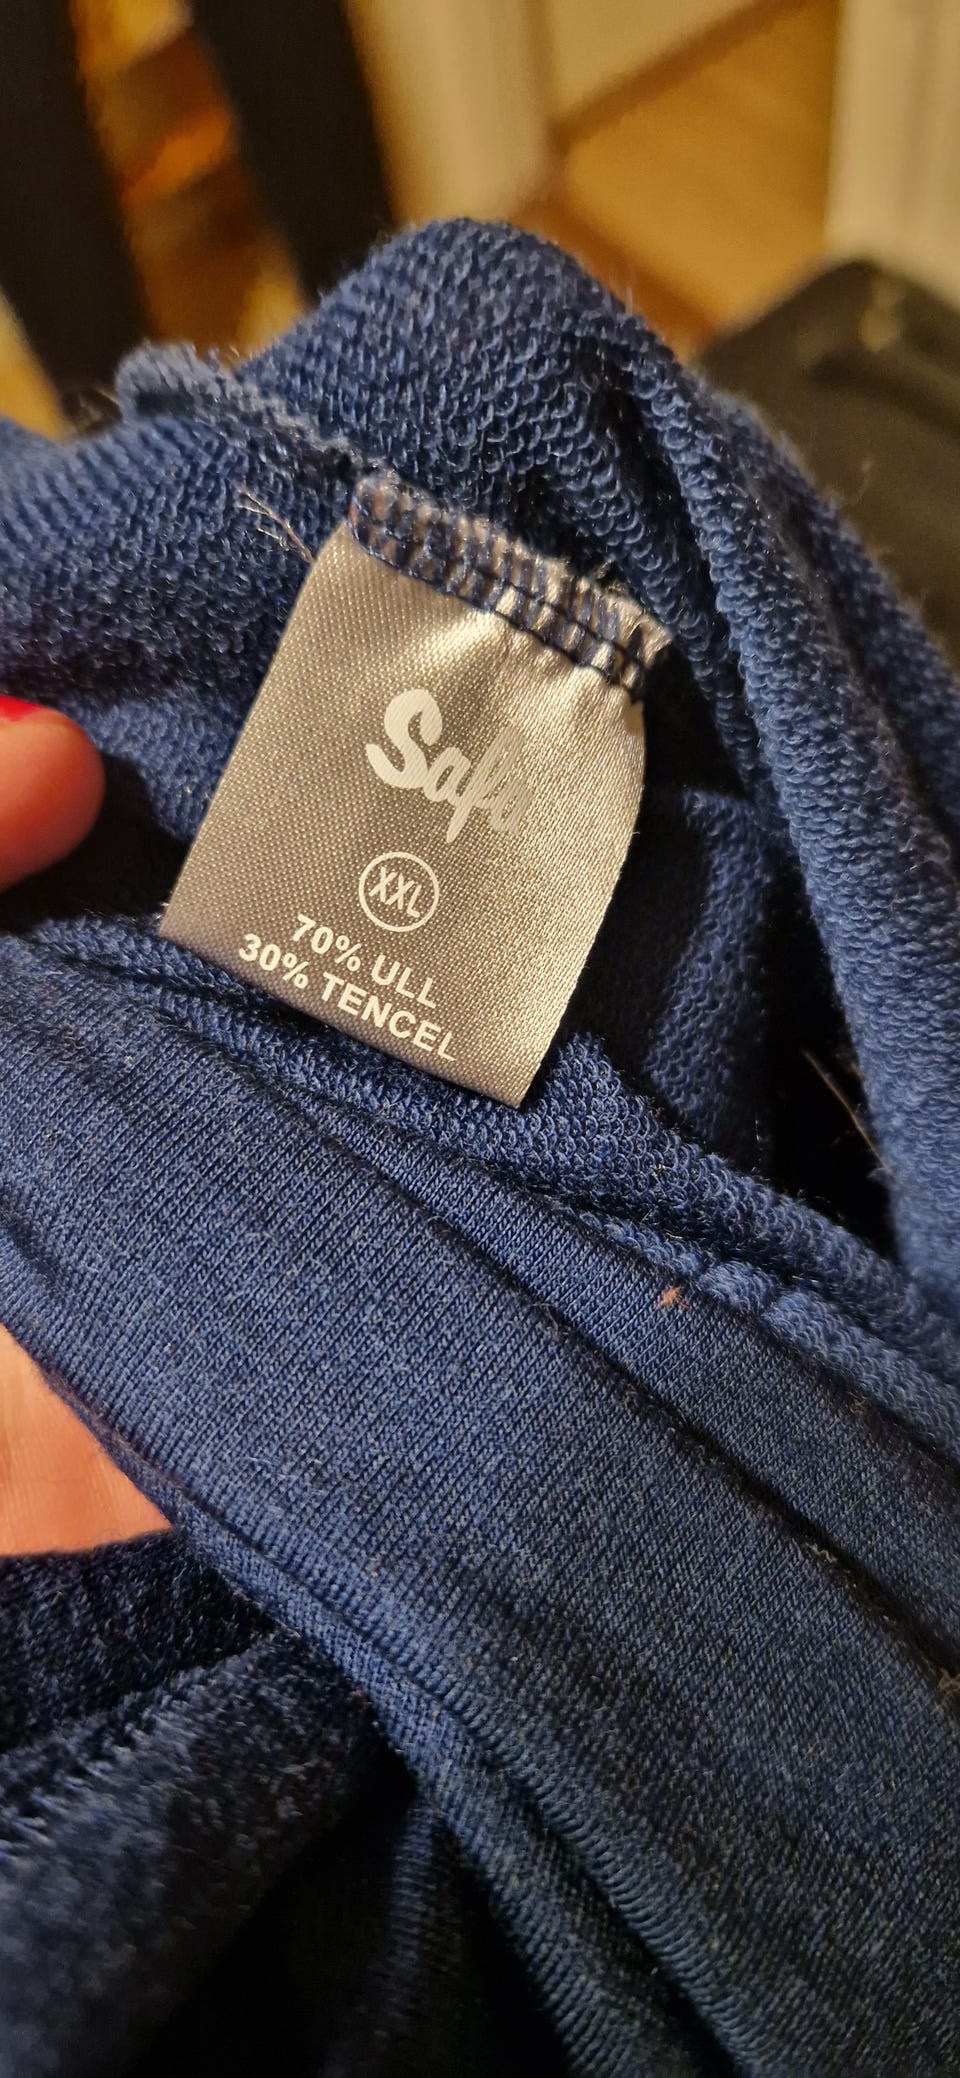 Safa
XXL
70% ULL
30% TENCEL